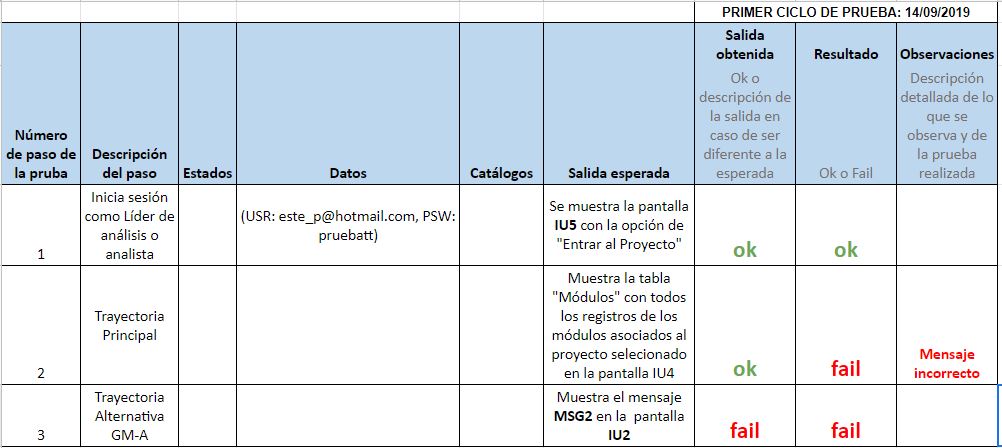 PRIMER CICLO DE PRUEBA: 14/09/2019
Número
de paso de
la pruba
Descripción
del paso
Estados
Datos
Catálogos
Salida esperada
Salida
obtenida
Ok o
descripción de
la salida en
caso de ser
diferente a la
esperada
Resultado
Ok o Fail
Observaciones
Descripción
detallada de lo
que se
observa y de
la prueba
realizada
1
Inicia sesión
como Líder de
análisis o
analista
(USR: este_p@hotmail.com, PSW:
pruebatt)
Se muestra la pantalla
IU5 con la opción de
"Entrar al Proyecto"
ok
ok
2
Trayectoria
Principal
Muestra la tabla
"Módulos" con todos
los registros de los
módulos asociados al
proyecto selecionado
en la pantalla IU4
ok
fail
Mensaje
incorrecto
3
Trayectoria
Alternativa
GM-A
Muestra el mensaje
MSG2 en la pantalla
IU2
fail
fail